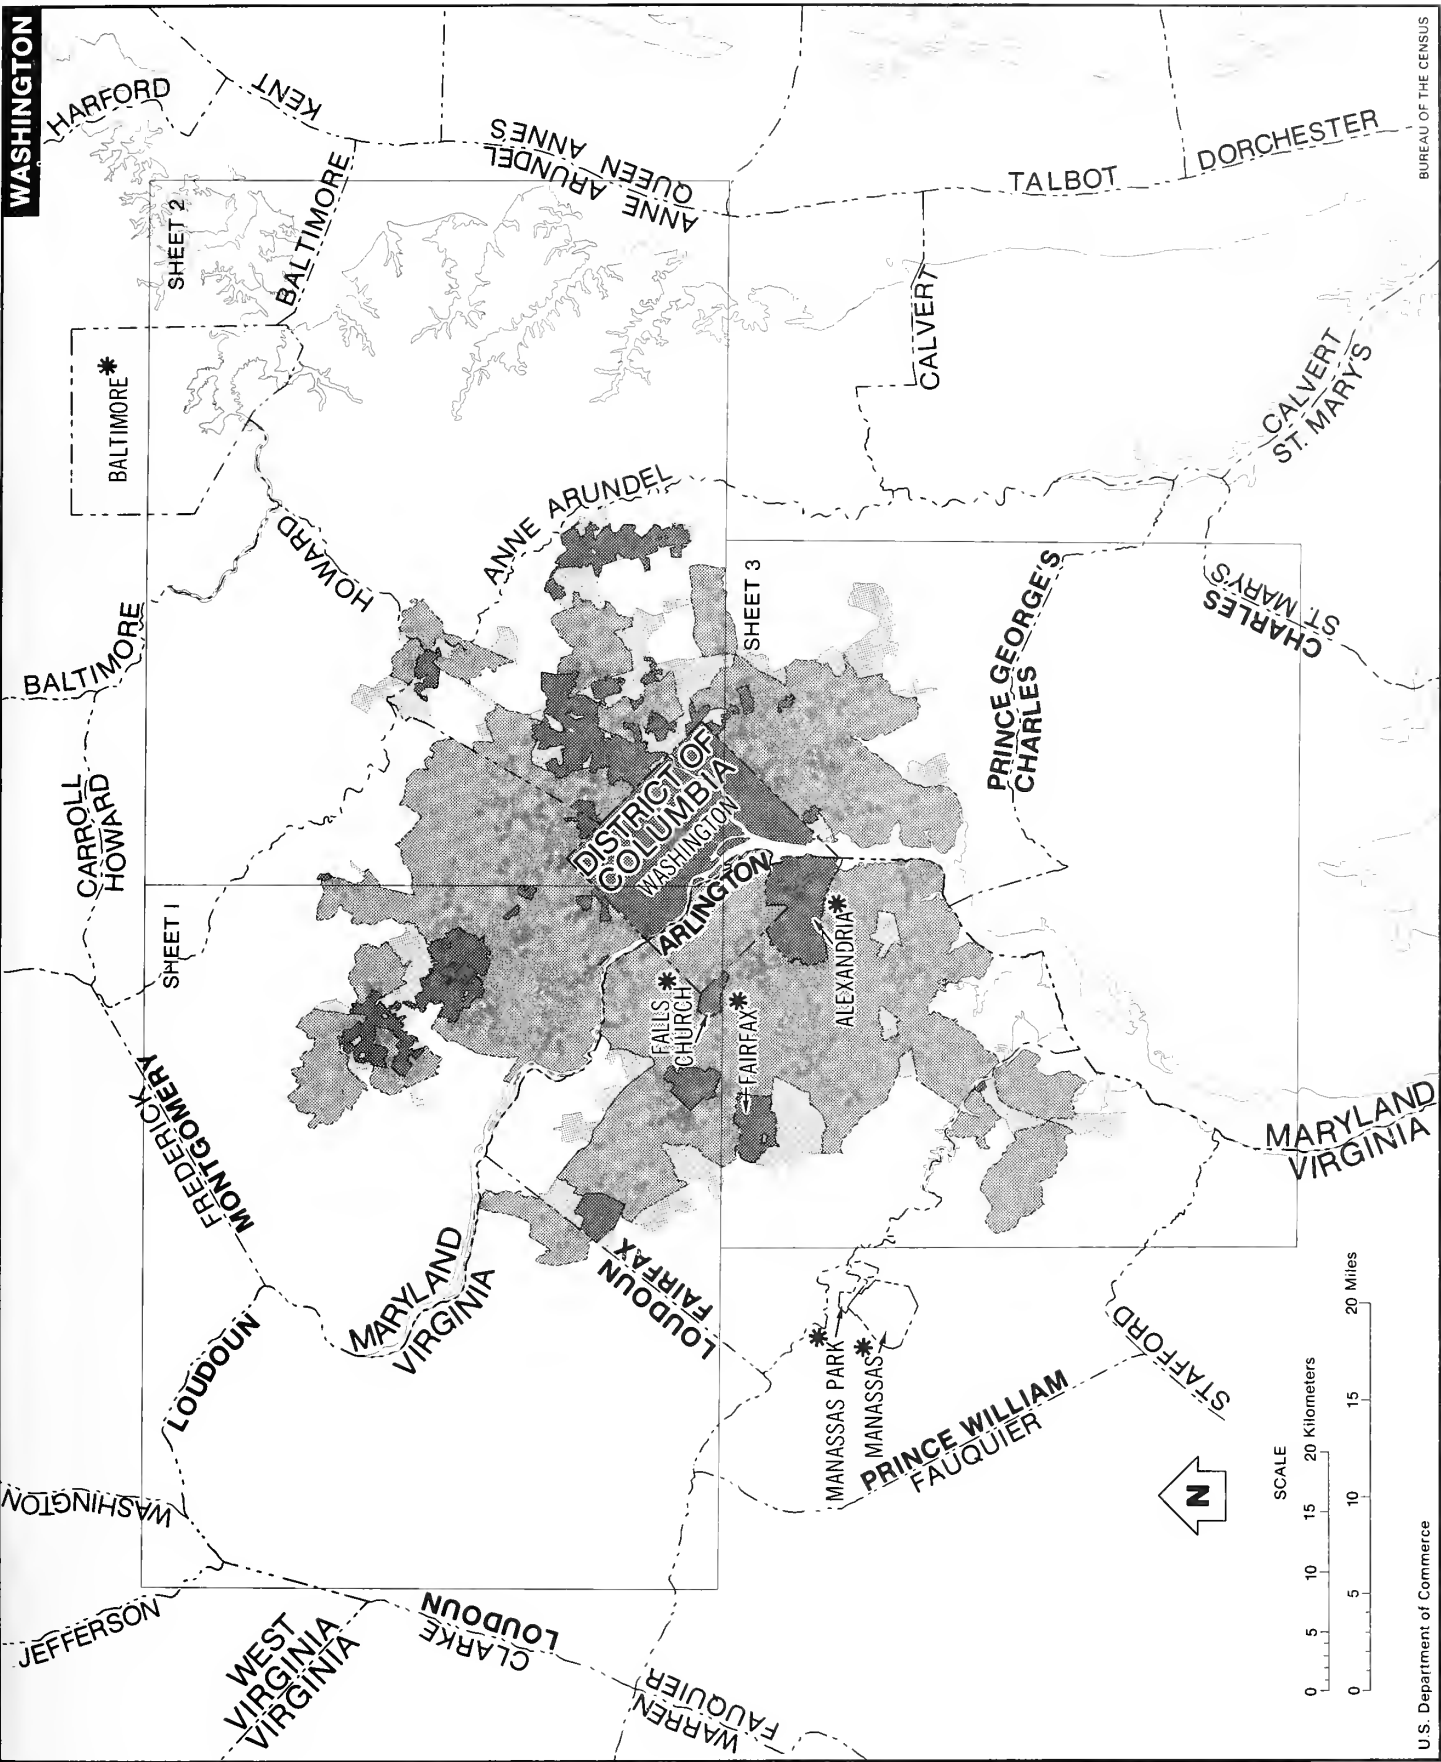 WASHINGTON
HARFORD
KENT
BALTIMORE
SHEET 2
BALTIMORE*
ANNE ARUNDEL
QUEEN ANNES
TALBOT
DORCHESTER
CALVERT
CALVERT
ST. MARY'S
BALTIMORE
HOWARD
ANNE ARUNDEL
CARROLL
HOWARD
SHEET 1
SHEET 3
PRINCE GEORGE'S
CHARLES
CHARLES
ST. MARY'S
DISTRICT OF
COLUMBIA
WASHINGTON
ARLINGTON
ALEXANDRIA*
FALLS
CHURCH*
FAIRFAX*
FREDERICK
MONTGOMERY
MARYLAND
VIRGINIA
LOUDOUN
FAIRFAX
LOUDOUN
MARYLAND
VIRGINIA
MANASSAS PARK*
MANASSAS*
PRINCE WILLIAM
FAUQUIER
STAFFORD
WASHINGTON
JEFFERSON
WEST
VIRGINIA
VIRGINIA
CLARKE
LOUDOUN
WARREN
FAUQUIER
N
SCALE
0 5 10 15 20 Kilometers
0 5 10 15 20 Miles
U.S. Department of Commerce
BUREAU OF THE CENSUS